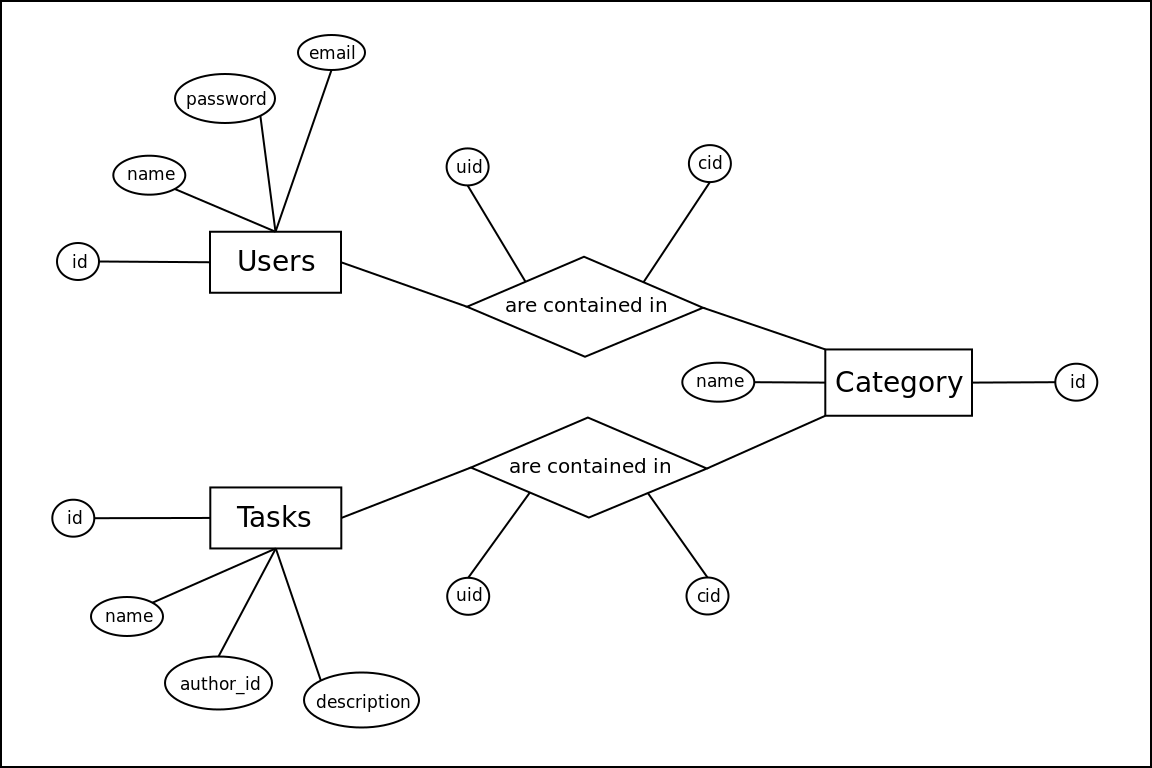 email
password
name
id
Users
uid
cid
are contained in
name
Category
id
are contained in
id
Tasks
name
author_id
description
uid
cid